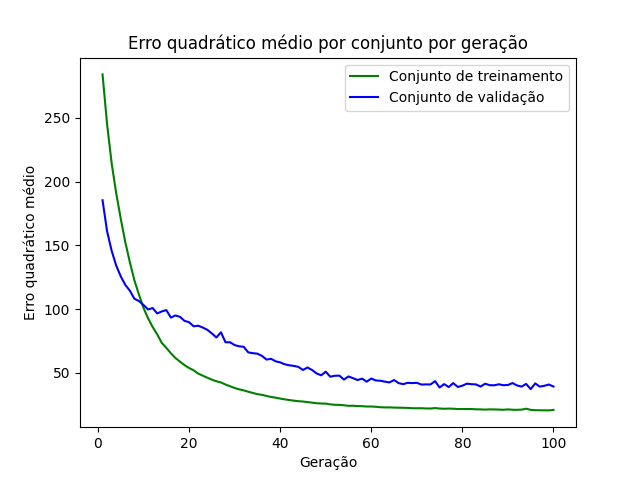 Erro quadrático médio por conjunto por geração
Conjunto de treinamento
Conjunto de validação
Erro quadrático médio
250
200
150
100
50
0
20
40
60
80
100
Geração